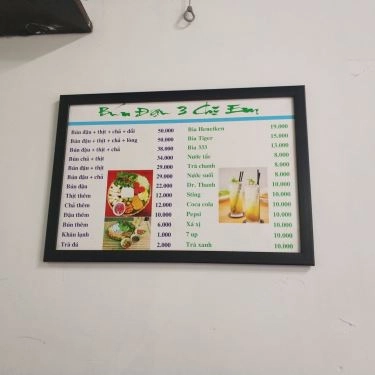 Bún Đậu 3 Chị Em
Bún đậu + thịt + chả + dồi 50.000
Bún đậu + thịt + chả + lòng 50.000
Bún đậu + thịt + chả 38.000
Bún chả + thịt 34.000
Bún đậu + thịt 29.000
Bún đậu + chả 29.000
Bún đậu 22.000
Thịt thêm 12.000
Chả thêm 12.000
Đậu thêm 10.000
Bún thêm 6.000
Khăn lạnh 1.000
Trà đá 2.000
Bia Heneiken 19.000
Bia Tiger 15.000
Bia 333 13.000
Nước tắc 8.000
Trà chanh 8.000
Nước suối 8.000
Dr. Thanh 10.000
Sting 10.000
Coca cola 10.000
Pepsi 10.000
Xá xị 10.000
7 up 10.000
Trà xanh 10.000